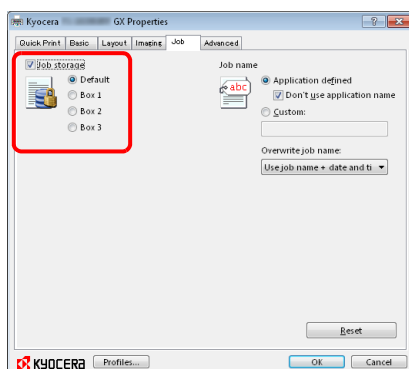 Kyocera GX Properties
Quick Print Basic Layout Imaging Job Advanced
Job storage
Default
Box 1
Box 2
Box 3
Job name
abc
Application defined
Don't use application name
Custom:
Overwrite job name:
Use job name + date and ti
Reset
KYOCERA Profiles... OK Cancel